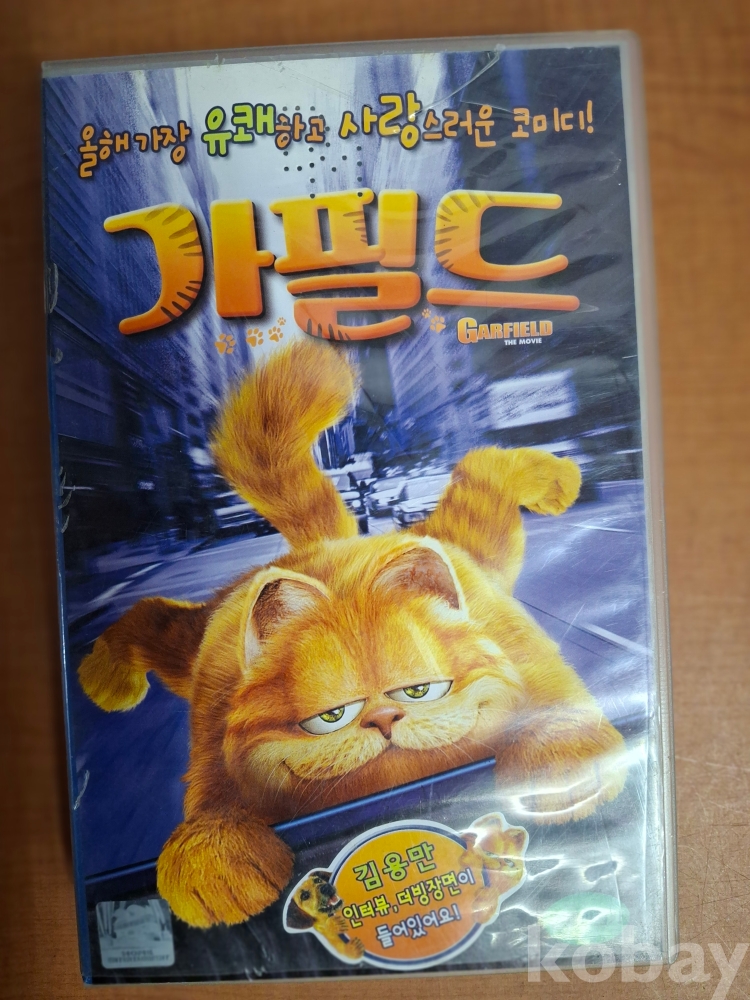 올해 가장 유쾌하고 사랑스러운 코미디!
가필드
GARFIELD
THE MOVIE
김용만
인터뷰, 더빙장면이
들어있어요!
kobay